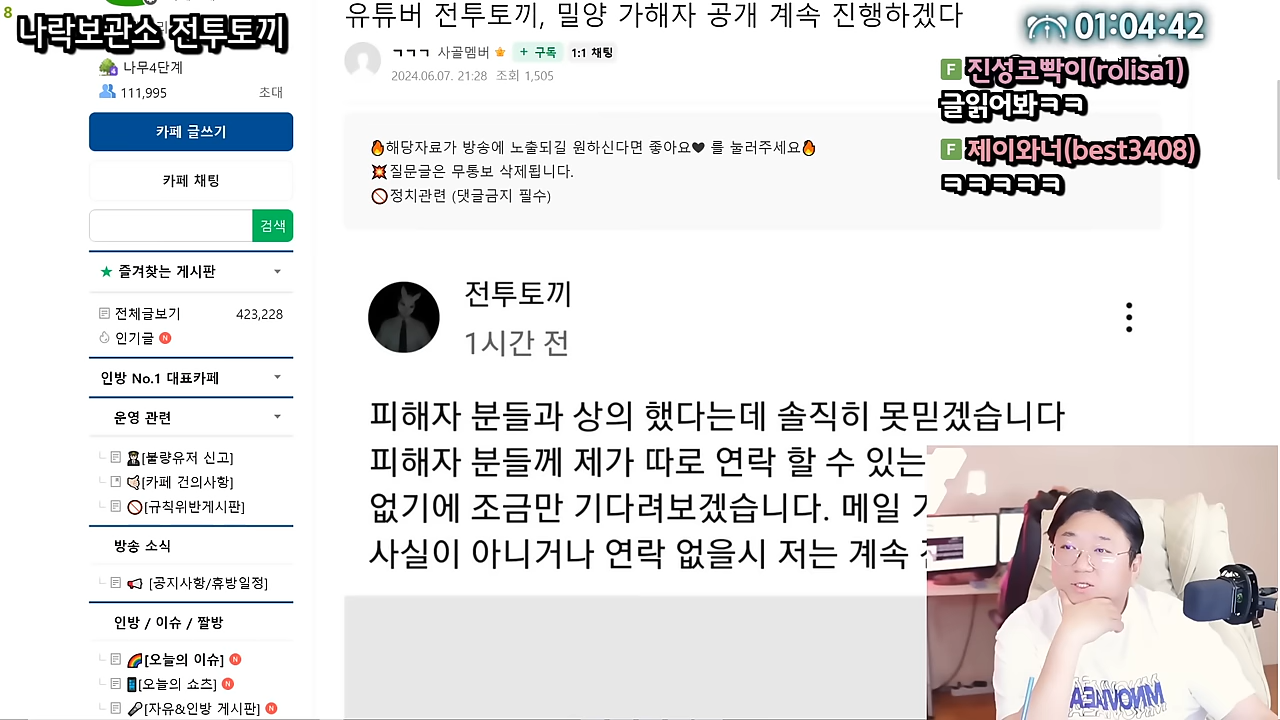 8
나락보관소 전투토끼
나무4단계
111,995 초대
카페 글쓰기
카페 채팅
검색
즐겨찾는 게시판
전체글보기 423,228
인기글 N
인방 No.1 대표카페
운영 관련
[불량유저 신고]
[카페 건의사항]
[규칙위반게시판]
방송 소식
[공지사항/휴방일정]
인방 / 이슈 / 짤방
[오늘의 이슈] N
[오늘의 쇼츠] N
[자유&인방 게시판] N
유튜버 전투토끼, 밀양 가해자 공개 계속 진행하겠다
ㄱㄱㄱ 사골멤버 + 구독 1:1 채팅
2024.06.07. 21:28 조회 1,505
해당자료가 방송에 노출되길 원하신다면 좋아요🖤 를 눌러주세요
질문글은 무통보 삭제됩니다.
정치관련 (댓글금지 필수)
전투토끼
1시간 전
피해자 분들과 상의 했다는데 솔직히 못믿겠습니다
피해자 분들께 제가 따로 연락 할 수 있는
없기에 조금만 기다려보겠습니다. 메일
사실이 아니거나 연락 없을시 저는 계속
01:04:42
F 진성코빡이(rolisa1)
글읽어봐ㅋㅋ
F 제이와너(best3408)
ㅋㅋㅋㅋㅋ